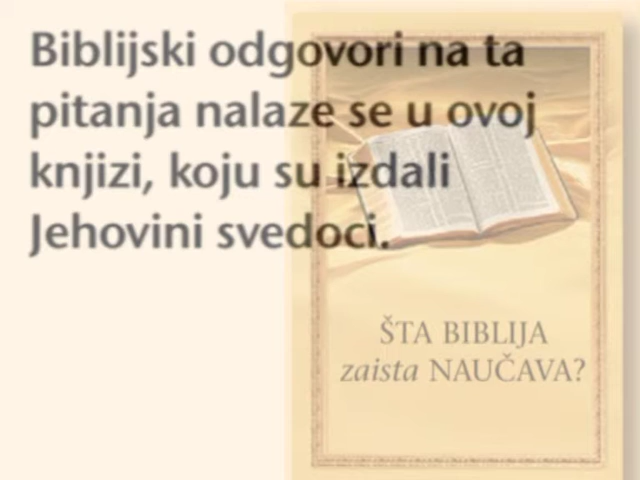 Biblijski odgovori na ta
pitanja nalaze se u ovoj
knjizi, koju su izdali
Jehovini svedoci.
ŠTA BIBLIJA
zaista NAUČAVA?